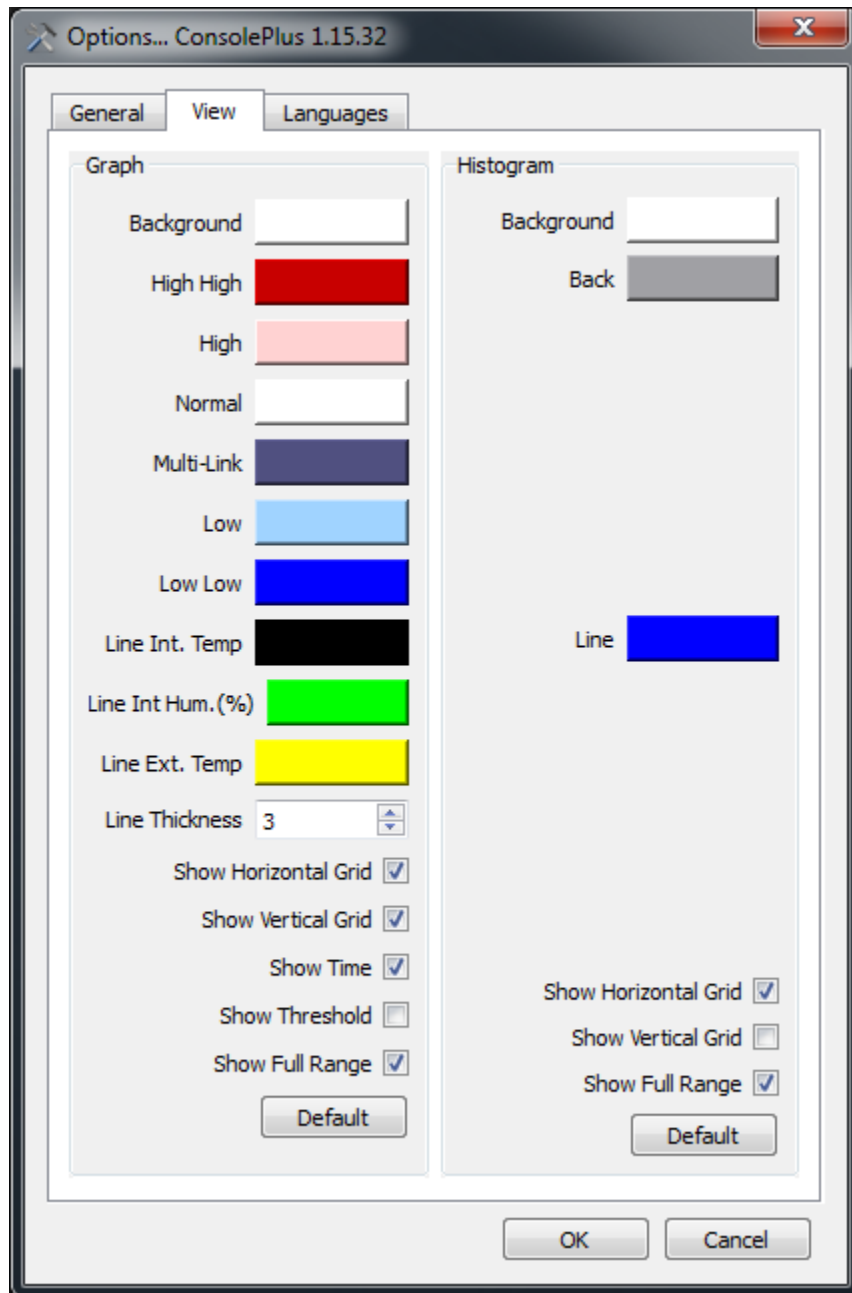 Options... ConsolePlus 1.15.32
General
View
Languages
Graph
Background
High High
High
Normal
Multi-Link
Low
Low Low
Line Int. Temp
Line Int Hum.(%)
Line Ext. Temp
Line Thickness 3
Show Horizontal Grid
Show Vertical Grid
Show Time
Show Threshold
Show Full Range
Default
Histogram
Background
Back
Line
Show Horizontal Grid
Show Vertical Grid
Show Full Range
Default
OK
Cancel